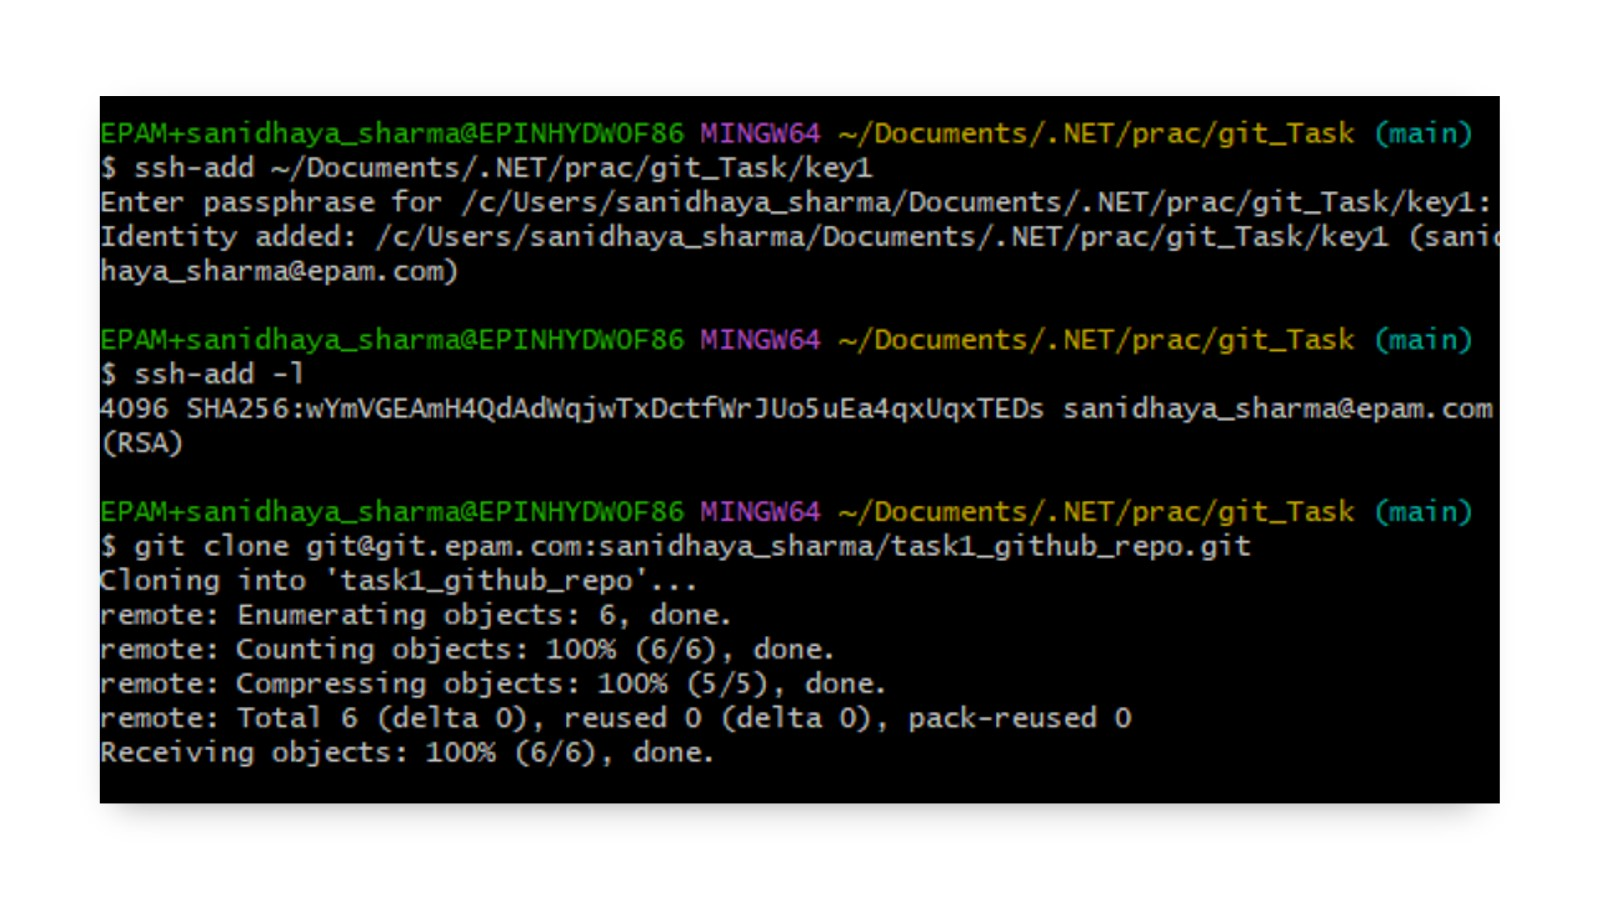 EPAM+sanidhaya_sharma@EPINHYDW0F86 MINGW64 ~/Documents/.NET/prac/git_Task (main)
$ ssh-add ~/Documents/.NET/prac/git_Task/key1
Enter passphrase for /c/Users/sanidhaya_sharma/Documents/.NET/prac/git_Task/key1:
Identity added: /c/Users/sanidhaya_sharma/Documents/.NET/prac/git_Task/key1 (sanid
haya_sharma@epam.com)
EPAM+sanidhaya_sharma@EPINHYDW0F86 MINGW64 ~/Documents/.NET/prac/git_Task (main)
$ ssh-add -l
4096 SHA256:wYmVGEAmH4QdAdWqjwTxDctfWrJUo5uEa4qxUqxTEDs sanidhaya_sharma@epam.com
(RSA)
EPAM+sanidhaya_sharma@EPINHYDW0F86 MINGW64 ~/Documents/.NET/prac/git_Task (main)
$ git clone git@git.epam.com:sanidhaya_sharma/task1_github_repo.git
Cloning into 'task1_github_repo'...
remote: Enumerating objects: 6, done.
remote: Counting objects: 100% (6/6), done.
remote: Compressing objects: 100% (5/5), done.
remote: Total 6 (delta 0), reused 0 (delta 0), pack-reused 0
Receiving objects: 100% (6/6), done.